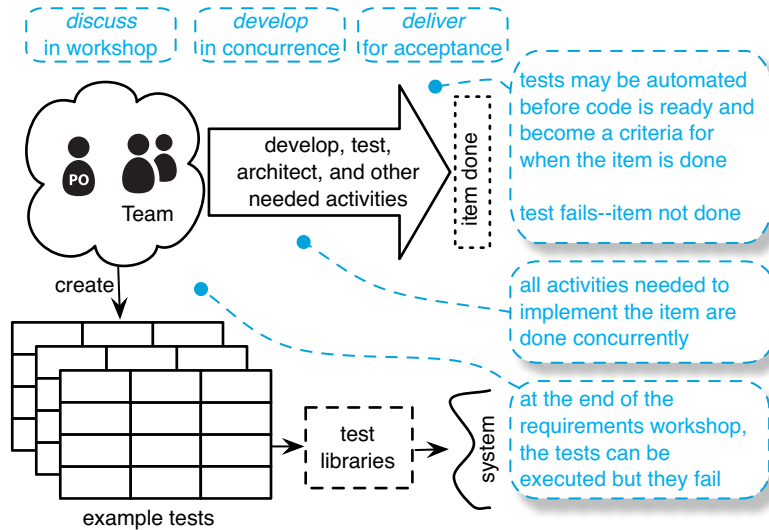 discuss
in workshop
develop
in concurrence
deliver
for acceptance
PO
Team
develop, test,
architect, and other
needed activities
item done
tests may be automated
before code is ready and
become a criteria for
when the item is done
test fails--item not done
create
all activities needed to
implement the item are
done concurrently
example tests
test
libraries
system
at the end of the
requirements workshop,
the tests can be
executed but they fail